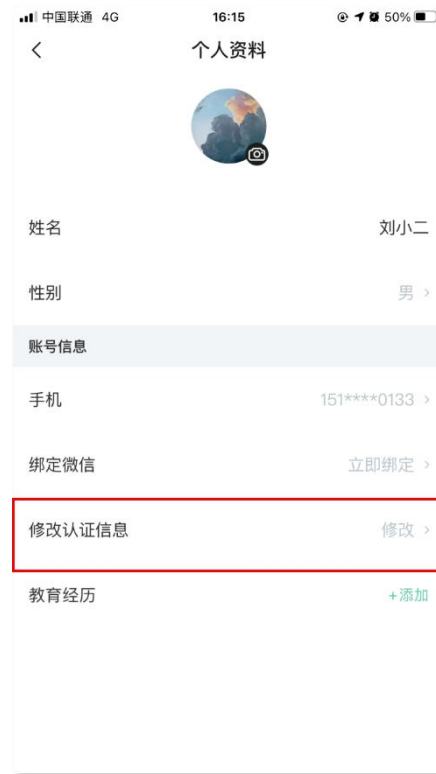 中国联通 4G 16:15 50%
个人资料
姓名 刘小二
性别 男
账号信息
手机 151****0133
绑定微信 立即绑定
修改认证信息 修改
教育经历 +添加